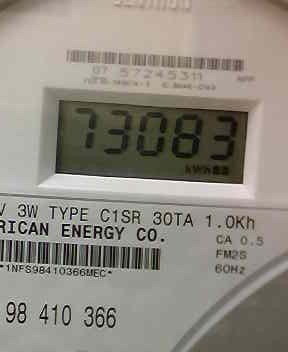 07 57245311 APP
73083
kWh
V 3W TYPE C1SR 30TA 1.0Kh
RICAN ENERGY CO.
CA 0.5
FM2S
60Hz
*1NFS98410366MEC*
98 410 366